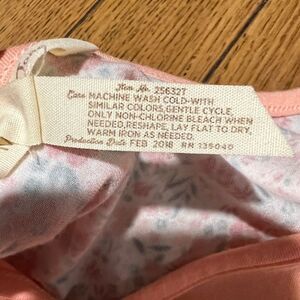 Item No. 25632T
Care MACHINE WASH COLD-WITH
SIMILAR COLORS,GENTLE CYCLE,
ONLY NON-CHLORINE BLEACH WHEN
NEEDED,RESHAPE, LAY FLAT TO DRY,
WARM IRON AS NEEDED.
Production Date FEB 2018 RN 135040